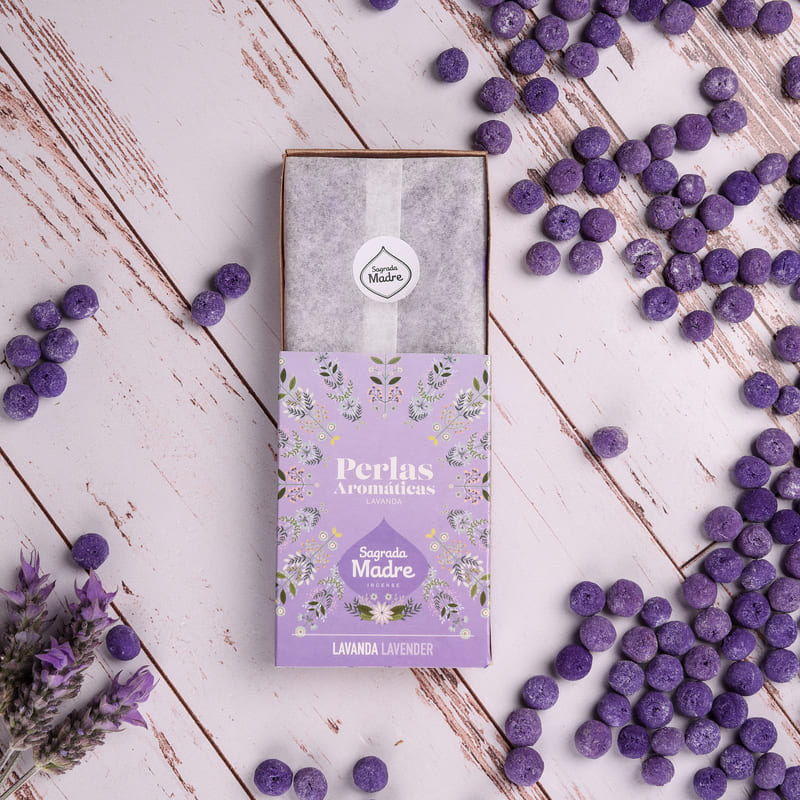 Sagrada
Madre
Perlas
Aromáticas
LAVANDA
Sagrada
Madre
INCENSE
LAVANDA LAVENDER